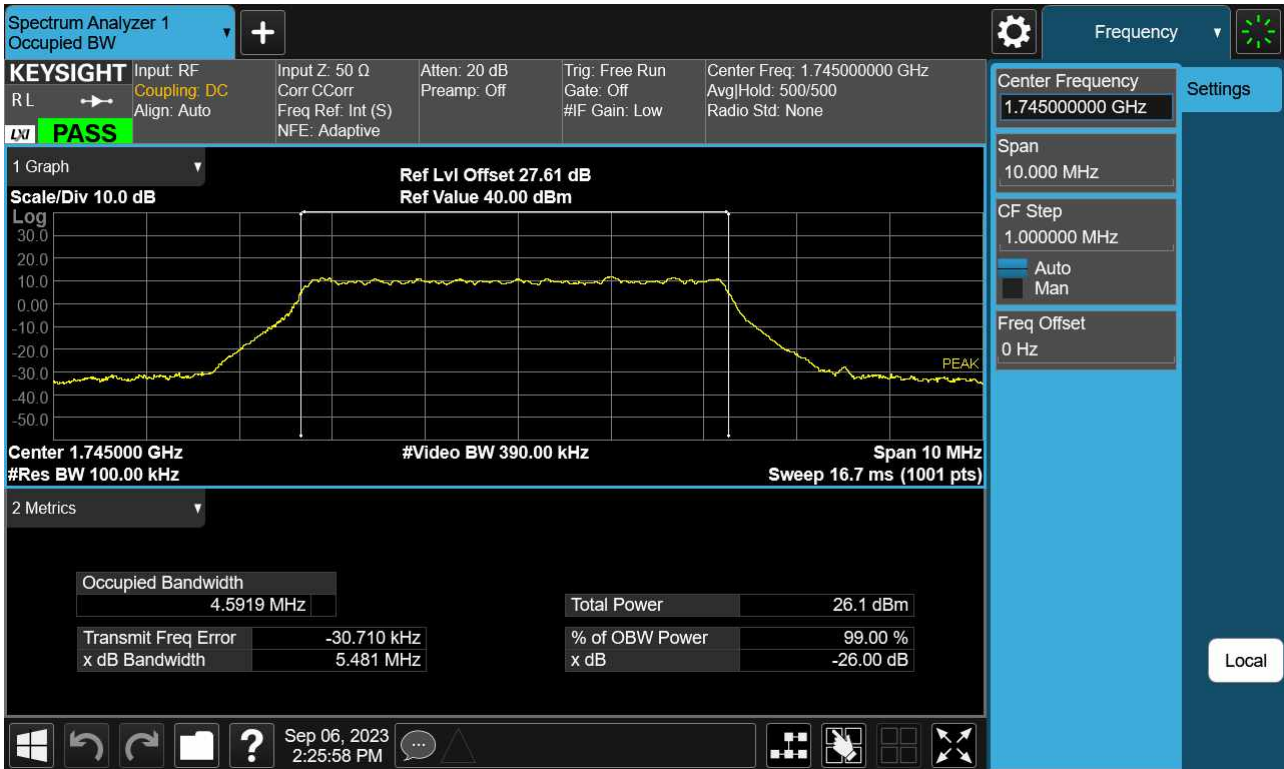 Spectrum Analyzer 1
Occupied BW
+
Frequency
KEYSIGHT
R L
LXI
PASS
Input: RF
Coupling: DC
Align: Auto
Input Z: 50 Ω
Corr CCorr
Freq Ref: Int (S)
NFE: Adaptive
Atten: 20 dB
Preamp: Off
Trig: Free Run
Gate: Off
#IF Gain: Low
Center Freq: 1.745000000 GHz
Avg|Hold: 500/500
Radio Std: None
Center Frequency
1.745000000 GHz
Settings
Span
10.000 MHz
CF Step
1.000000 MHz
Auto
Man
Freq Offset
0 Hz
Local
1 Graph
Scale/Div 10.0 dB
Ref Lvl Offset 27.61 dB
Ref Value 40.00 dBm
Log
30.0
20.0
10.0
0.00
-10.0
-20.0
-30.0
-40.0
-50.0
PEAK
Center 1.745000 GHz
#Video BW 390.00 kHz
Span 10 MHz
#Res BW 100.00 kHz
Sweep 16.7 ms (1001 pts)
2 Metrics
Occupied Bandwidth
4.5919 MHz
Total Power 26.1 dBm
Transmit Freq Error -30.710 kHz
% of OBW Power 99.00 %
x dB Bandwidth 5.481 MHz
x dB -26.00 dB
?
Sep 06, 2023
2:25:58 PM